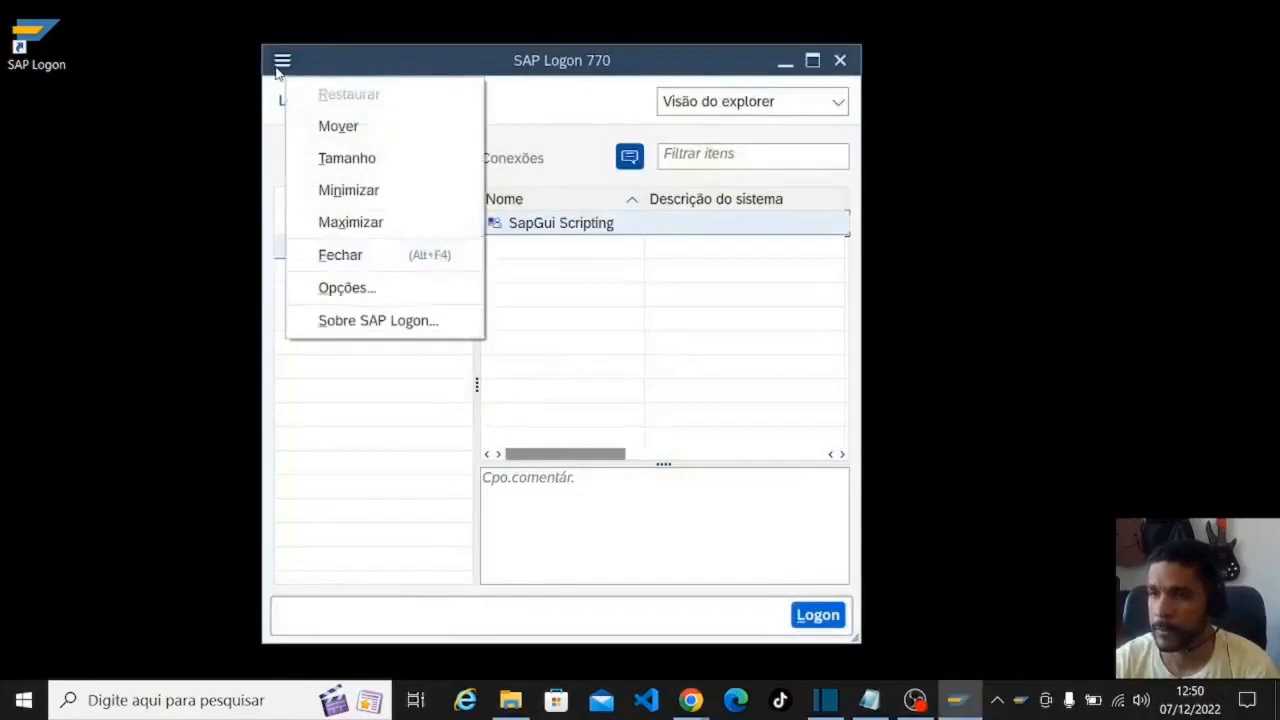 SAP Logon
SAP Logon 770
Restaurar
Mover
Tamanho
Minimizar
Maximizar
Fechar (Alt+F4)
Opções...
Sobre SAP Logon...
Visão do explorer
Conexões
Filtrar itens
Nome
Descrição do sistema
SapGui Scripting
Cpo.comentár.
Logon
Digite aqui para pesquisar
12:50
07/12/2022